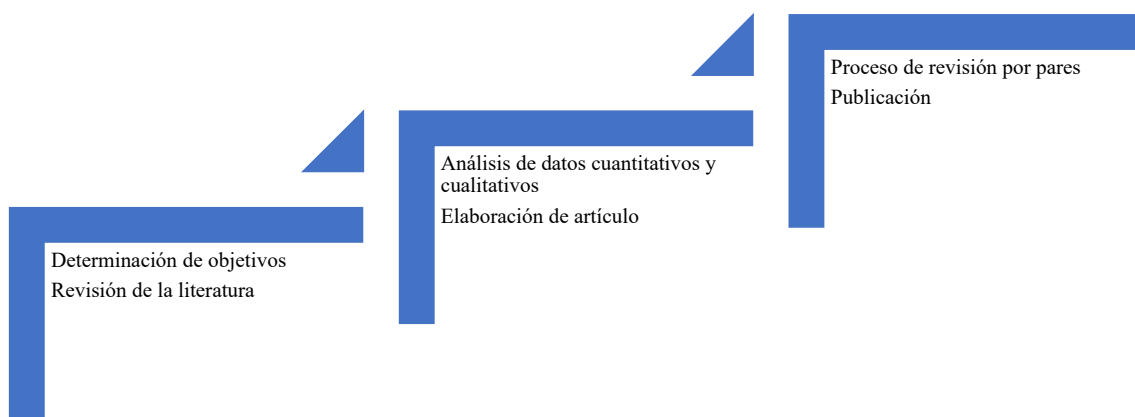 Determinación de objetivos
Revisión de la literatura
Análisis de datos cuantitativos y
cualitativos
Elaboración de artículo
Proceso de revisión por pares
Publicación